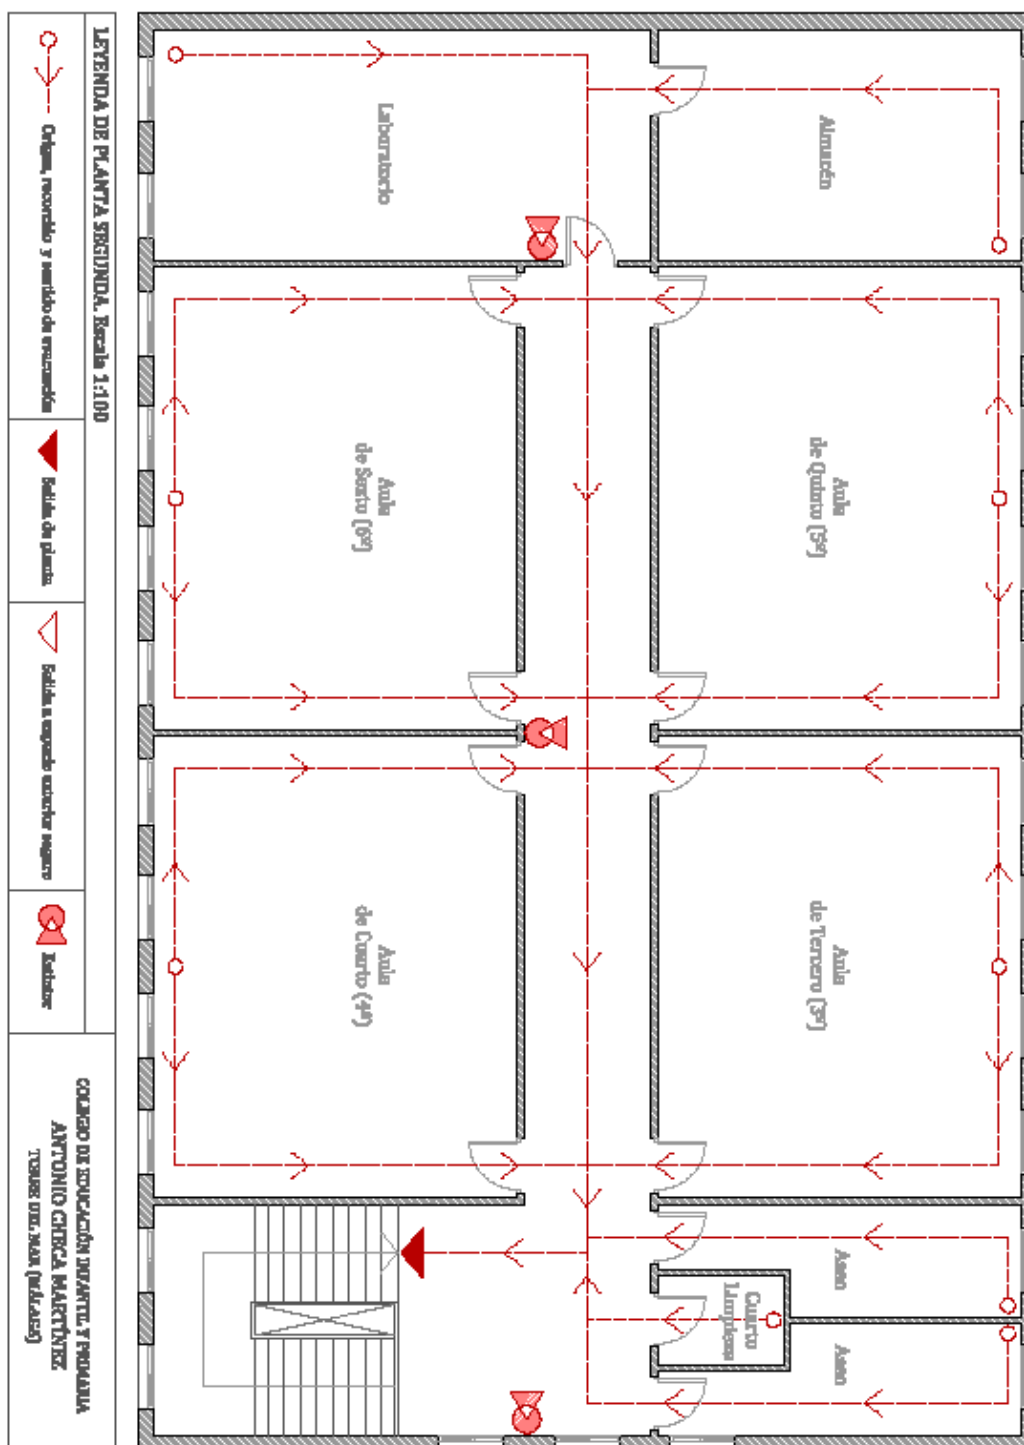 Laboratorio
Almacén
Aula
de Sexto (6º)
Aula
de Quinto (5º)
Aula
de Cuarto (4º)
Aula
de Tercero (3º)
Aseo
Cuarto
Limpieza
Aseo
LEYENDA DE PLANTA SEGUNDA. Escala 1:100
Origen, recorrido y sentido de evacuación
Salida de planta
Salida a espacio exterior seguro
Extintor
COLEGIO DE EDUCACIÓN INFANTIL Y PRIMARIA
ANTONIO CHECA MARTÍNEZ
TORRE DEL MAR (MÁLAGA)